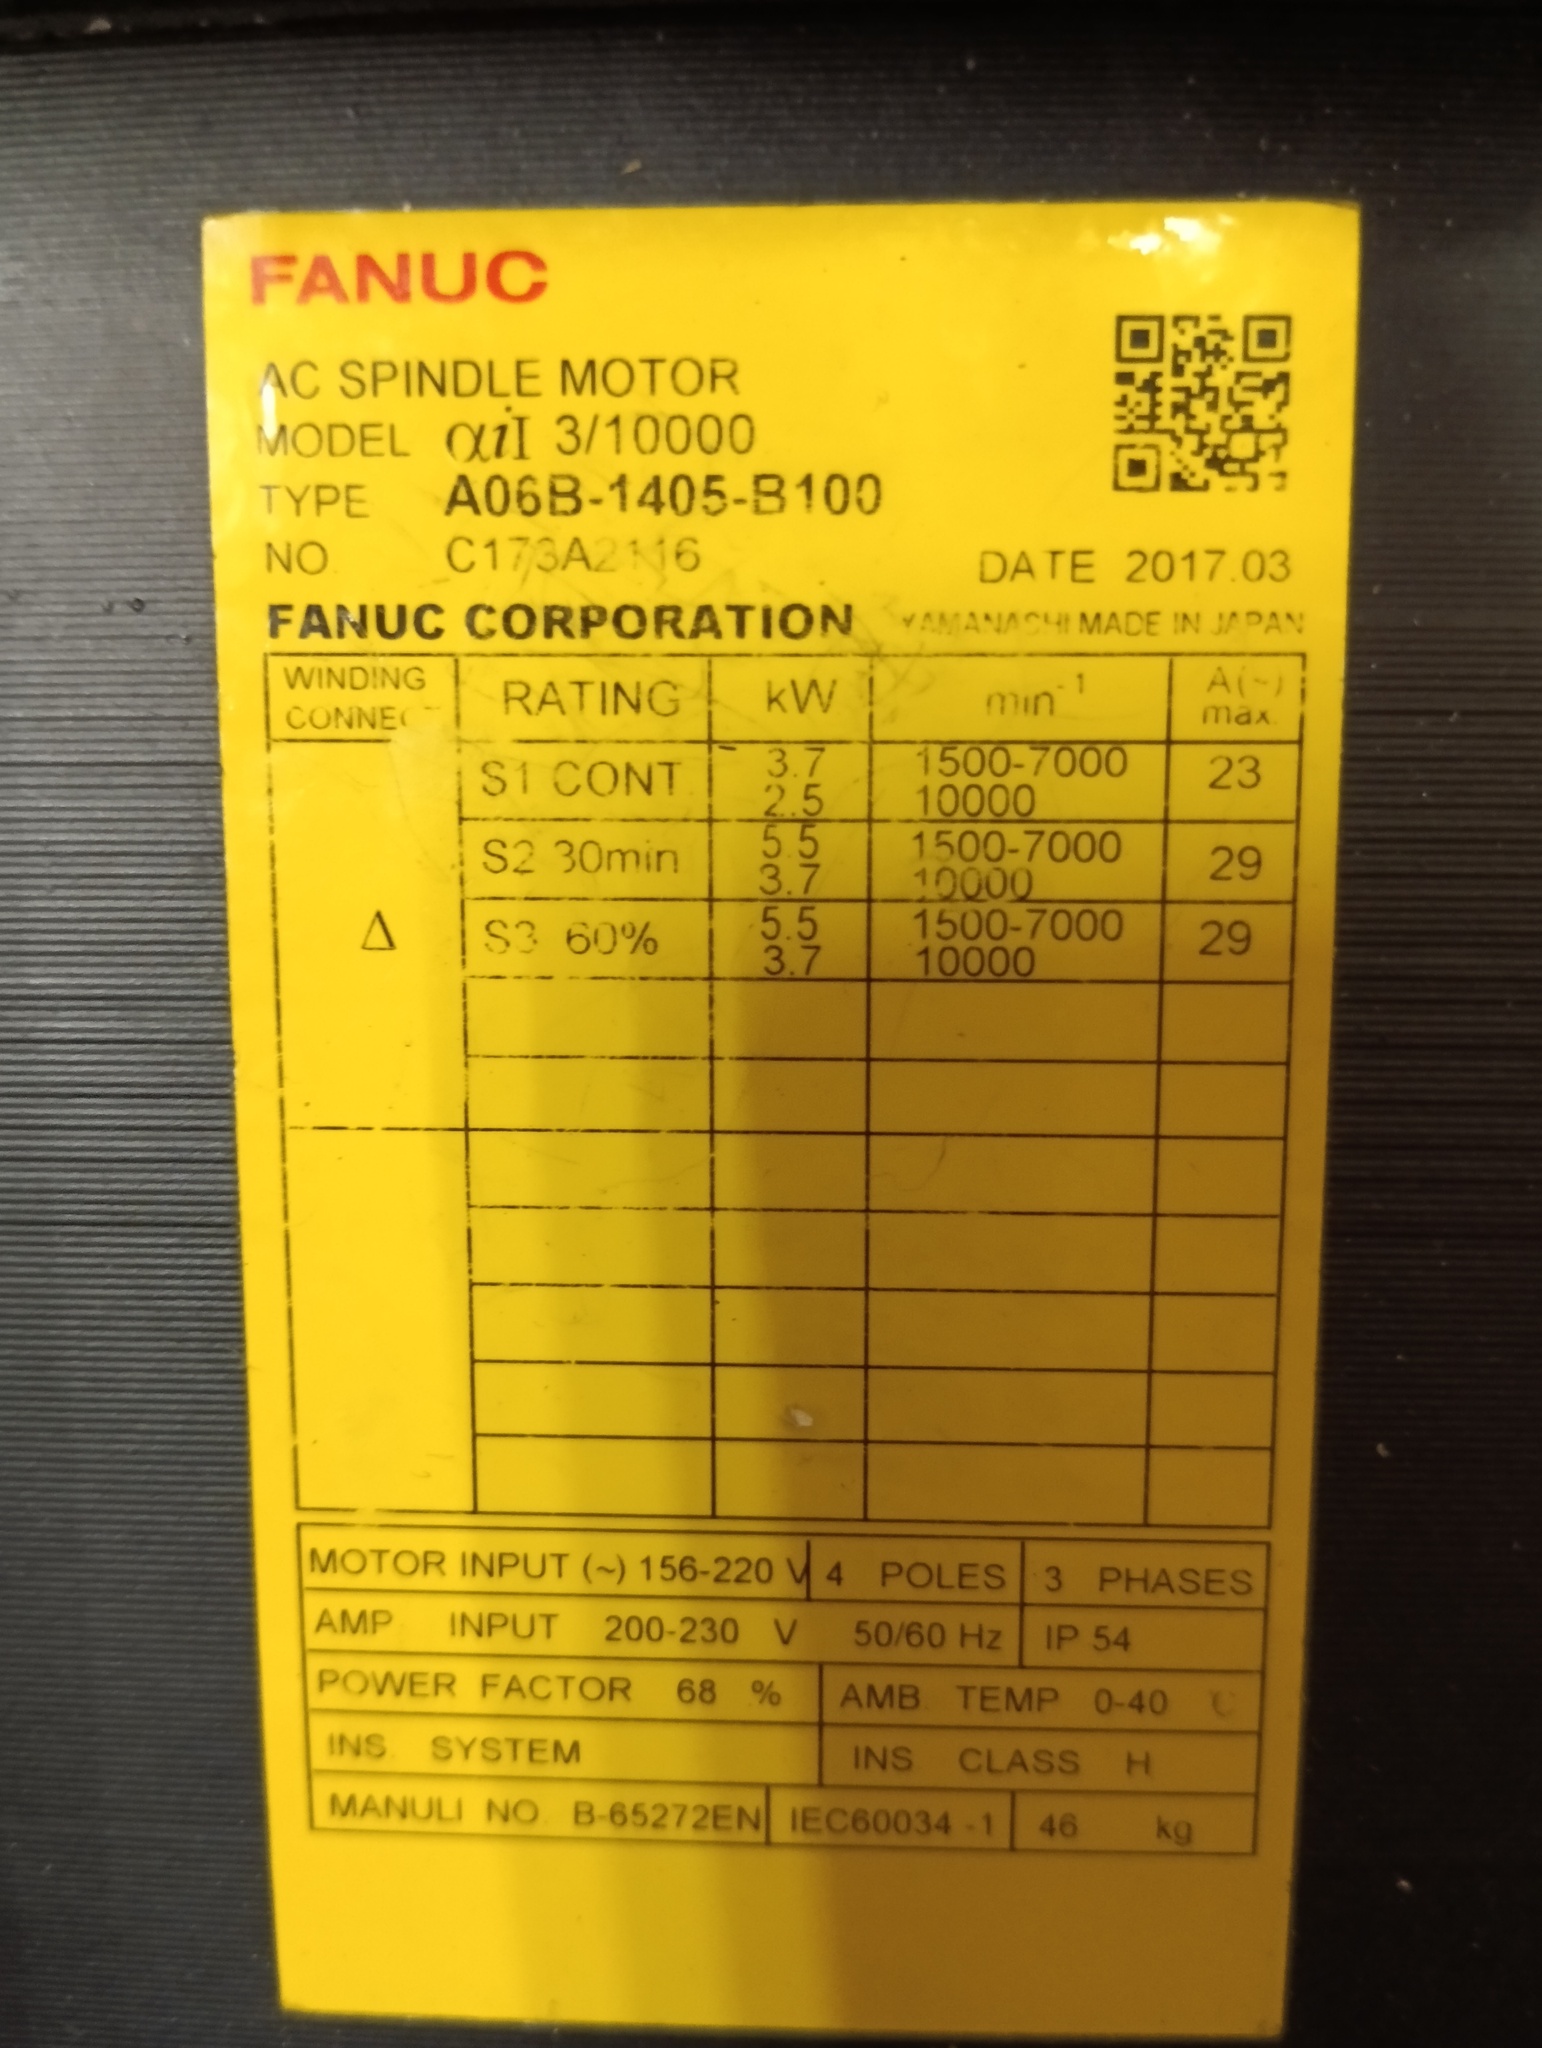 FANUC
AC SPINDLE MOTOR
MODEL αiI 3/10000
TYPE A06B-1405-B100
NO. C173A2116 DATE 2017.03
FANUC CORPORATION YAMANASHI MADE IN JAPAN
WINDING CONNECT RATING kW min⁻¹ A(~) max.
Δ
S1 CONT. 3.7 1500-7000 23
2.5 10000
S2 30min 5.5 1500-7000 29
3.7 10000
S3 60% 5.5 1500-7000 29
3.7 10000
MOTOR INPUT (~) 156-220 V 4 POLES 3 PHASES
AMP. INPUT 200-230 V 50/60 Hz IP 54
POWER FACTOR 68 % AMB. TEMP. 0-40 ℃
INS. SYSTEM INS. CLASS H
MANULI NO. B-65272EN IEC60034-1 46 kg